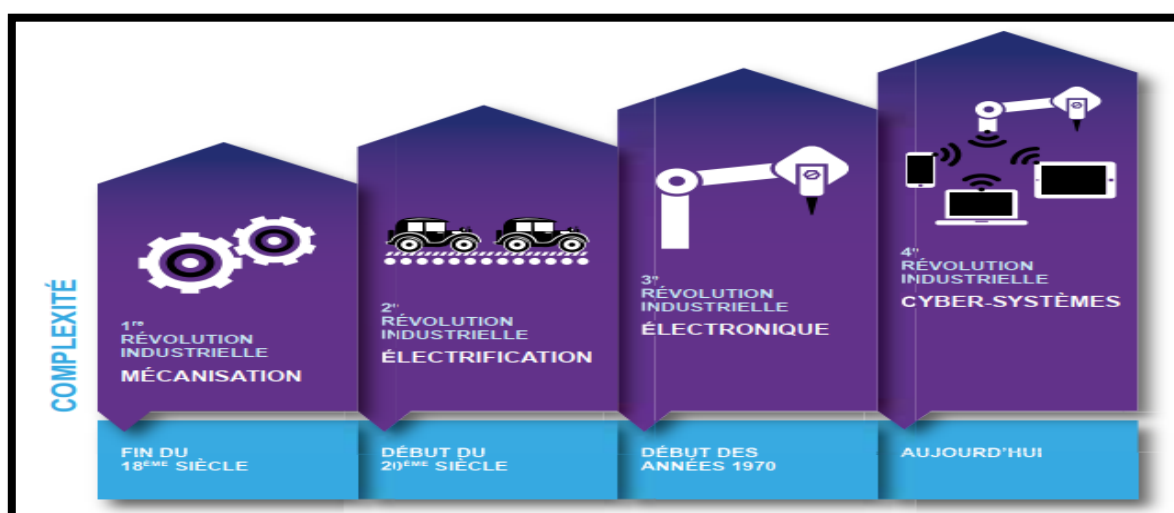 COMPLEXITÉ
1re
RÉVOLUTION
INDUSTRIELLE
MÉCANISATION
2e
RÉVOLUTION
INDUSTRIELLE
ÉLECTRIFICATION
3e
RÉVOLUTION
INDUSTRIELLE
ÉLECTRONIQUE
4e
RÉVOLUTION
INDUSTRIELLE
CYBER-SYSTÈMES
FIN DU
18ÈME SIÈCLE
DÉBUT DU
20ÈME SIÈCLE
DÉBUT DES
ANNÉES 1970
AUJOURD'HUI